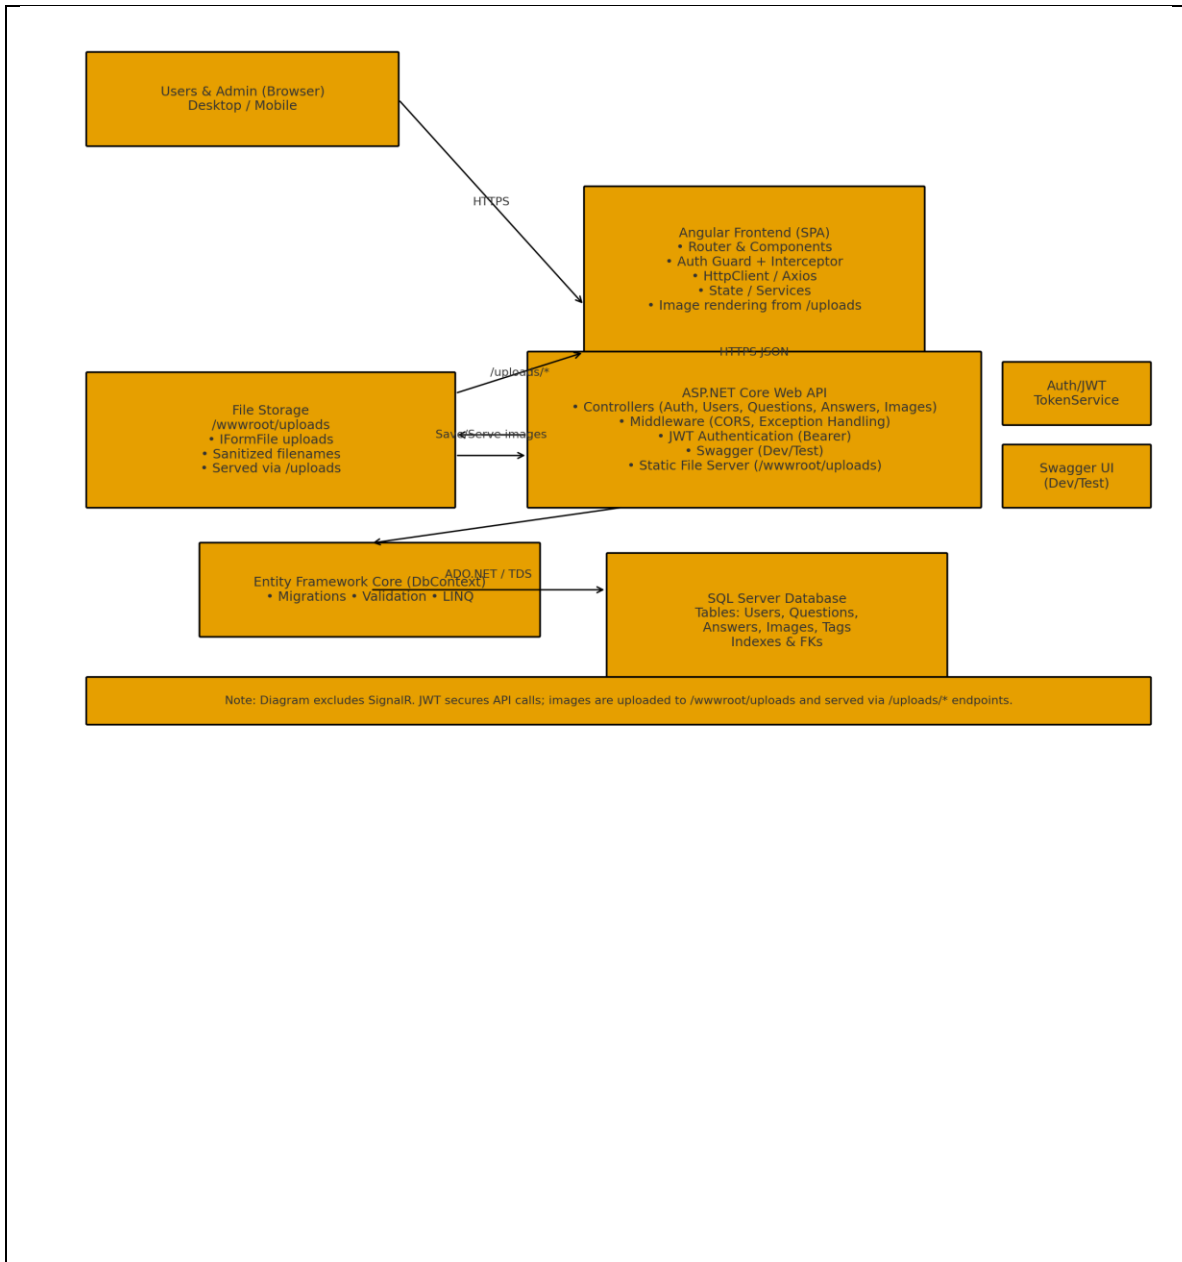 Users & Admin (Browser)
Desktop / Mobile
HTTPS
Angular Frontend (SPA)
• Router & Components
• Auth Guard + Interceptor
• HttpClient / Axios
• State / Services
• Image rendering from /uploads
HTTPS JSON
/uploads/*
File Storage
/wwwroot/uploads
• IFormFile uploads
• Sanitized filenames
• Served via /uploads
Save/Serve images
ASP.NET Core Web API
• Controllers (Auth, Users, Questions, Answers, Images)
• Middleware (CORS, Exception Handling)
• JWT Authentication (Bearer)
• Swagger (Dev/Test)
• Static File Server (/wwwroot/uploads)
Auth/JWT
TokenService
Swagger UI
(Dev/Test)
Entity Framework Core (DbContext)
• Migrations • Validation • LINQ
ADO.NET / TDS
SQL Server Database
Tables: Users, Questions,
Answers, Images, Tags
Indexes & FKs
Note: Diagram excludes SignalR. JWT secures API calls; images are uploaded to /wwwroot/uploads and served via /uploads/* endpoints.